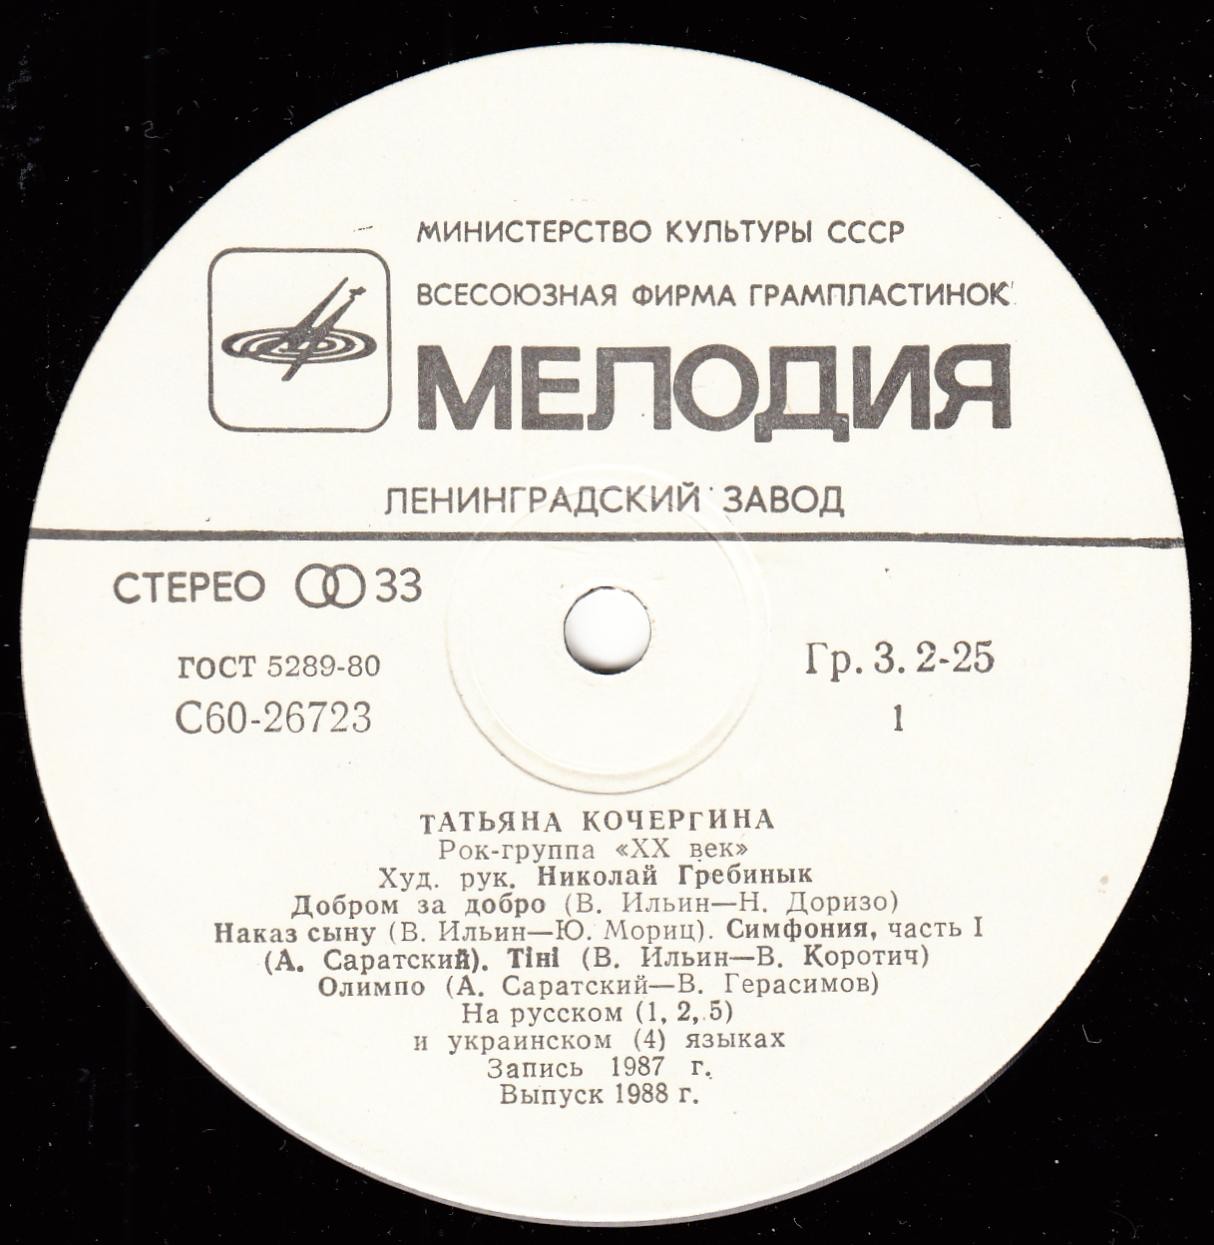 МИНИСТЕРСТВО КУЛЬТУРЫ СССР
ВСЕСОЮЗНАЯ ФИРМА ГРАМПЛАСТИНОК
МЕЛОДИЯ
ЛЕНИНГРАДСКИЙ ЗАВОД
СТЕРЕО 33
ГОСТ 5289-80
Гр. 3. 2-25
С60-26723
1
ТАТЬЯНА КОЧЕРГИНА
Рок-группа «XX век»
Худ. рук. Николай Гребинык
Добром за добро (В. Ильин—Н. Доризо)
Наказ сыну (В. Ильин—Ю. Мориц). Симфония, часть I
(А. Саратский). Тіні (В. Ильин—В. Коротич)
Олимпо (А. Саратский—В. Герасимов)
На русском (1, 2, 5)
и украинском (4) языках
Запись 1987 г.
Выпуск 1988 г.